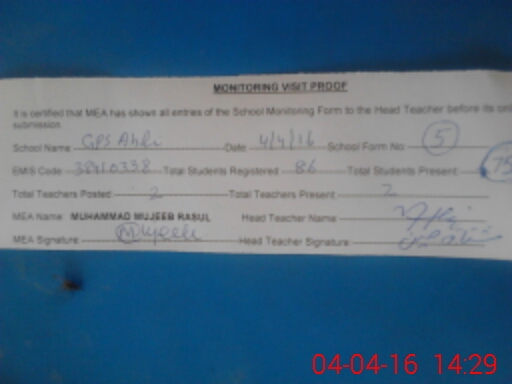 MONITORING VISIT PROOF
It is certified that MEA has shown all entries of the School Monitoring Form to the Head Teacher before its
submission.
School Name GPS Date 4/4/16 School Form No 5
EMIS Code 38410338 Total Students Registered 86 Total Students Present 75
Total Teachers Posted 2 Total Teachers Present 2
MEA Name MUHAMMAD MUJEEB RASUL Head Teacher Name
MEA Signature Mujeeb Head Teacher Signature
04-04-16 14:29